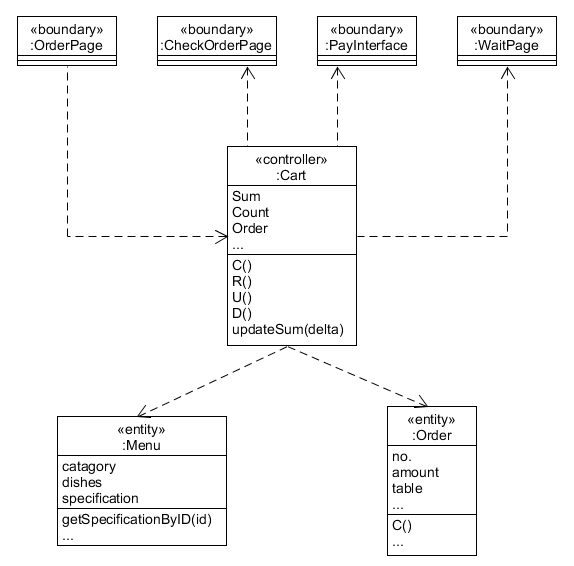 «boundary»
:OrderPage
«boundary»
:CheckOrderPage
«boundary»
:PayInterface
«boundary»
:WaitPage
«controller»
:Cart
Sum
Count
Order
...
C()
R()
U()
D()
updateSum(delta)
«entity»
:Menu
catagory
dishes
specification
getSpecificationByID(id)
...
«entity»
:Order
no.
amount
table
...
C()
...